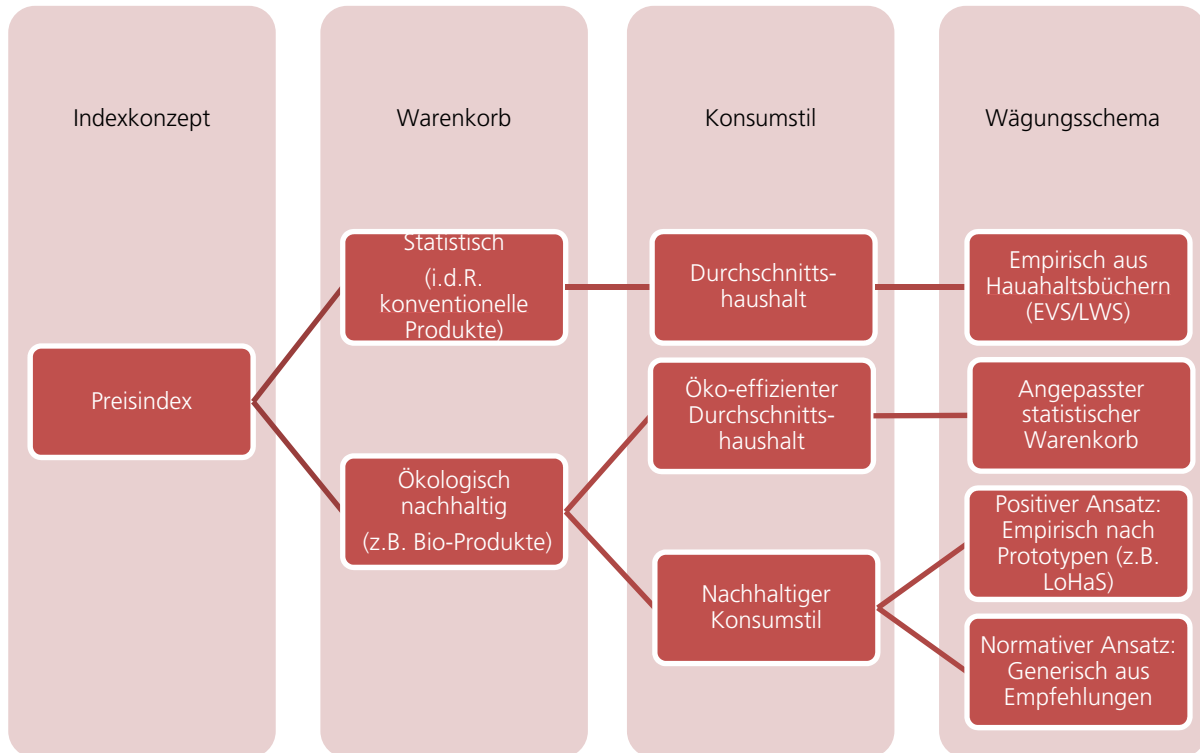 Indexkonzept
Warenkorb
Konsumstil
Wägungsschema
Preisindex
Statistisch
(i.d.R.
konventionelle
Produkte)
Ökologisch
nachhaltig
(z.B. Bio-Produkte)
Durchschnitts-
haushalt
Öko-effizienter
Durchschnitts-
haushalt
Nachhaltiger
Konsumstil
Empirisch aus
Hauahaltsbüchern
(EVS/LWS)
Angepasster
statistischer
Warenkorb
Positiver Ansatz:
Empirisch nach
Prototypen (z.B.
LoHaS)
Normativer Ansatz:
Generisch aus
Empfehlungen